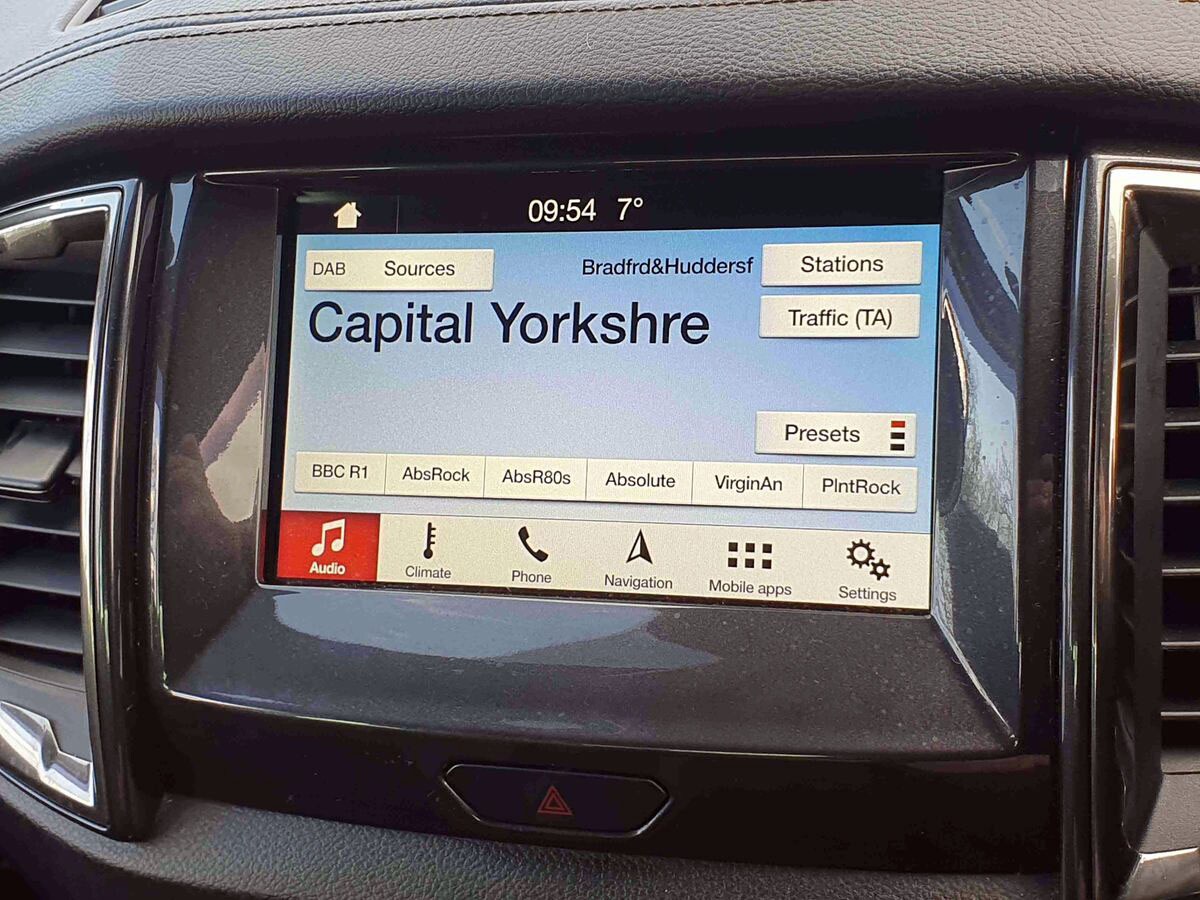 09:54 7°
DAB Sources
Bradfrd&Huddersf
Stations
Capital Yorkshre
Traffic (TA)
Presets
BBC R1 AbsRock AbsR80s Absolute VirginAn PlntRock
Audio Climate Phone Navigation Mobile apps Settings